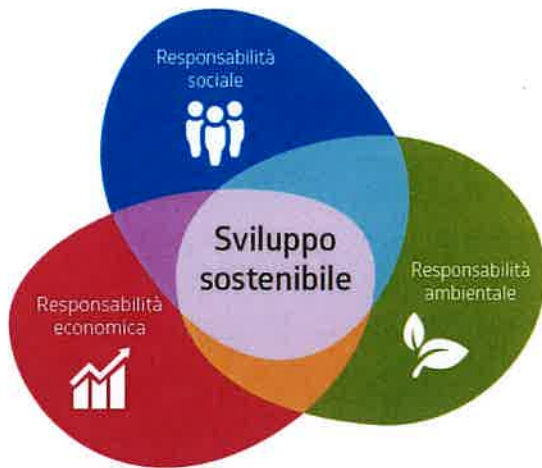 Responsabilità
sociale
Sviluppo
sostenibile
Responsabilità
ambientale
Responsabilità
economica